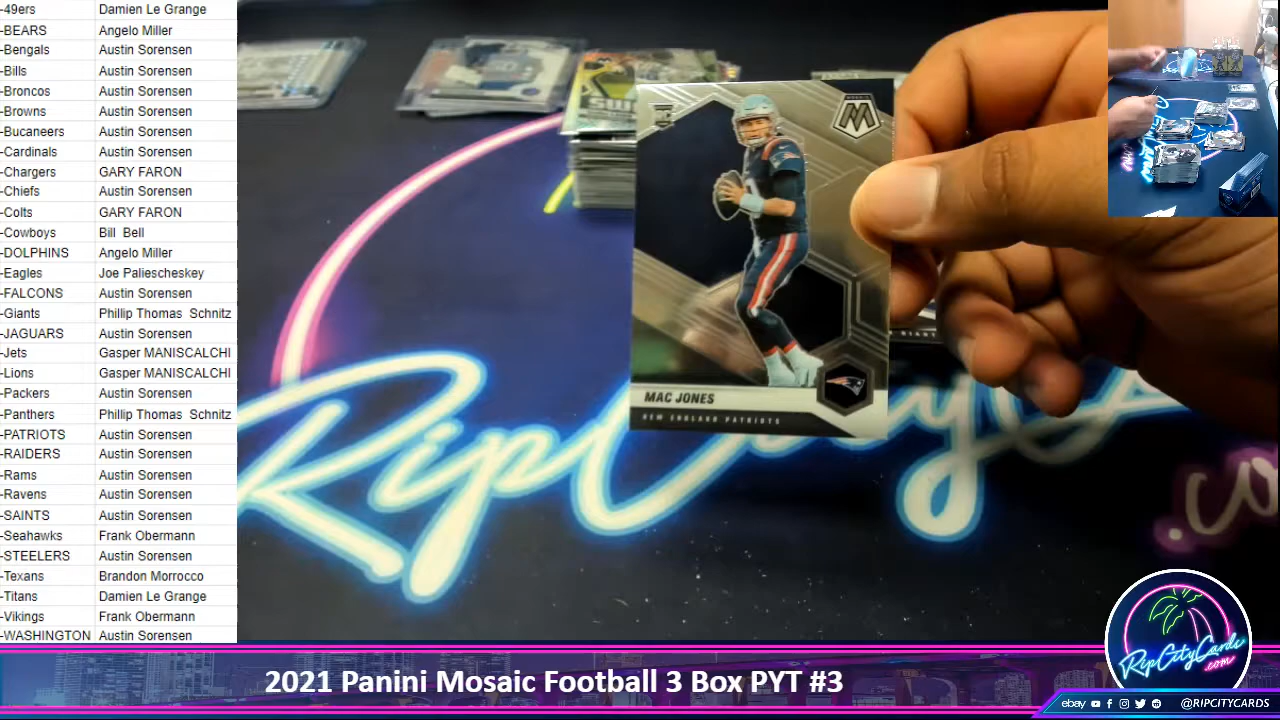 -49ers Damien Le Grange
-BEARS Angelo Miller
-Bengals Austin Sorensen
-Bills Austin Sorensen
-Broncos Austin Sorensen
-Browns Austin Sorensen
-Bucaneers Austin Sorensen
-Cardinals Austin Sorensen
-Chargers GARY FARON
-Chiefs Austin Sorensen
-Colts GARY FARON
-Cowboys Bill Bell
-DOLPHINS Angelo Miller
-Eagles Joe Paliescheskey
-FALCONS Austin Sorensen
-Giants Phillip Thomas Schnitz
-JAGUARS Austin Sorensen
-Jets Gasper MANISCALCHI
-Lions Gasper MANISCALCHI
-Packers Austin Sorensen
-Panthers Phillip Thomas Schnitz
-PATRIOTS Austin Sorensen
-RAIDERS Austin Sorensen
-Rams Austin Sorensen
-Ravens Austin Sorensen
-SAINTS Austin Sorensen
-Seahawks Frank Obermann
-STEELERS Austin Sorensen
-Texans Brandon Morrocco
-Titans Damien Le Grange
-Vikings Frank Obermann
-WASHINGTON Austin Sorensen
MOSAIC
M
MAC JONES
NEW ENGLAND PATRIOTS
RipC
.co
RipCityCards
.com
2021 Panini Mosaic Football 3 Box PYT #3
ebay @RIPCITYCARDS